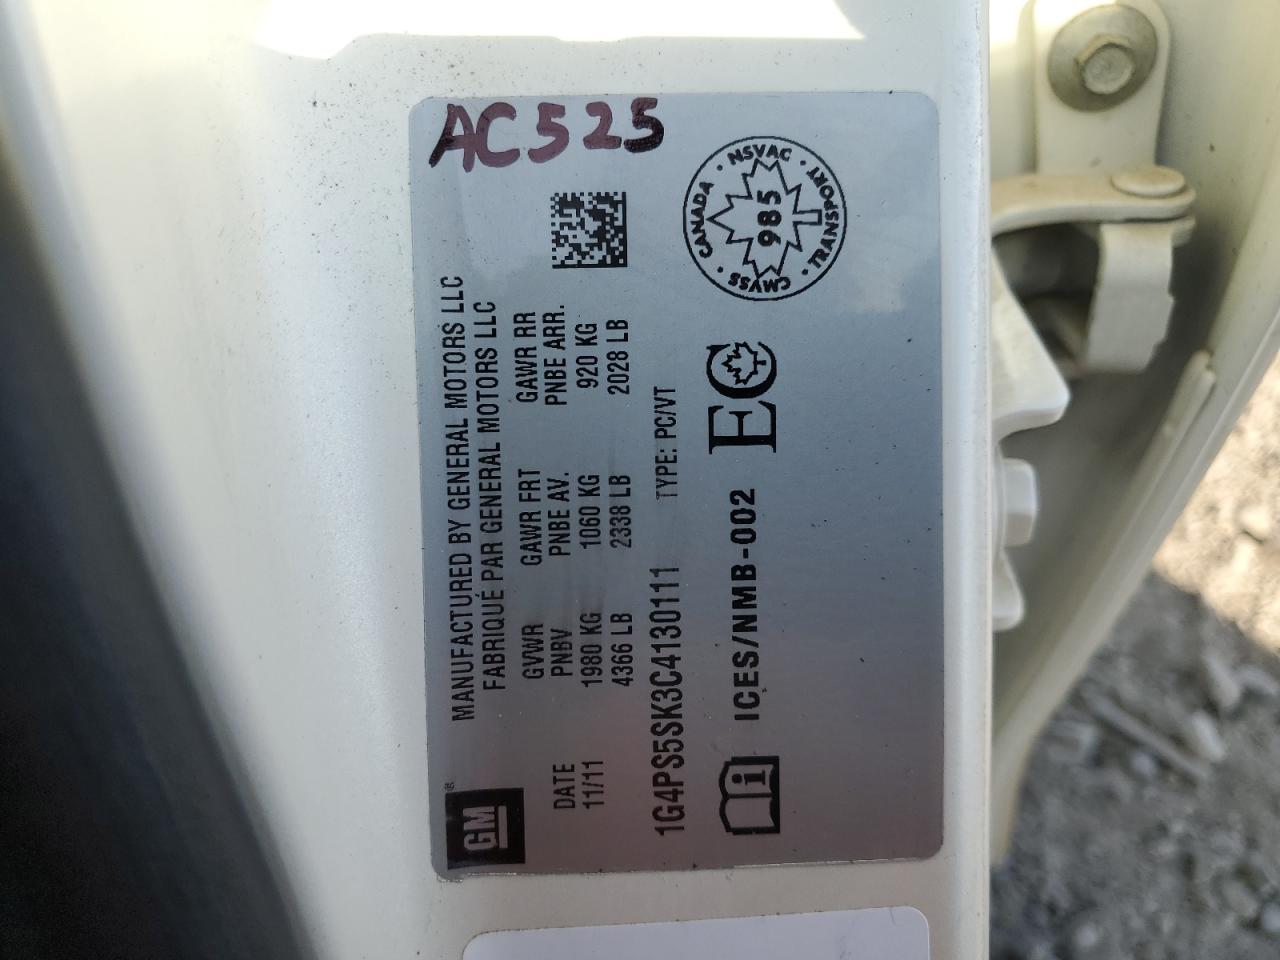 AC525
GM ®
MANUFACTURED BY GENERAL MOTORS LLC
FABRIQUÉ PAR GENERAL MOTORS LLC
DATE GVWR GAWR FRT GAWR RR
11/11 PNBV PNBE AV. PNBE ARR.
1980 KG 1060 KG 920 KG
4366 LB 2338 LB 2028 LB
1G4PS5SK3C4130111 TYPE: PC/VT
i ICES/NMB-002 EC
CANADA · NSVAC · TRANSPORT · CMVSS ·
985